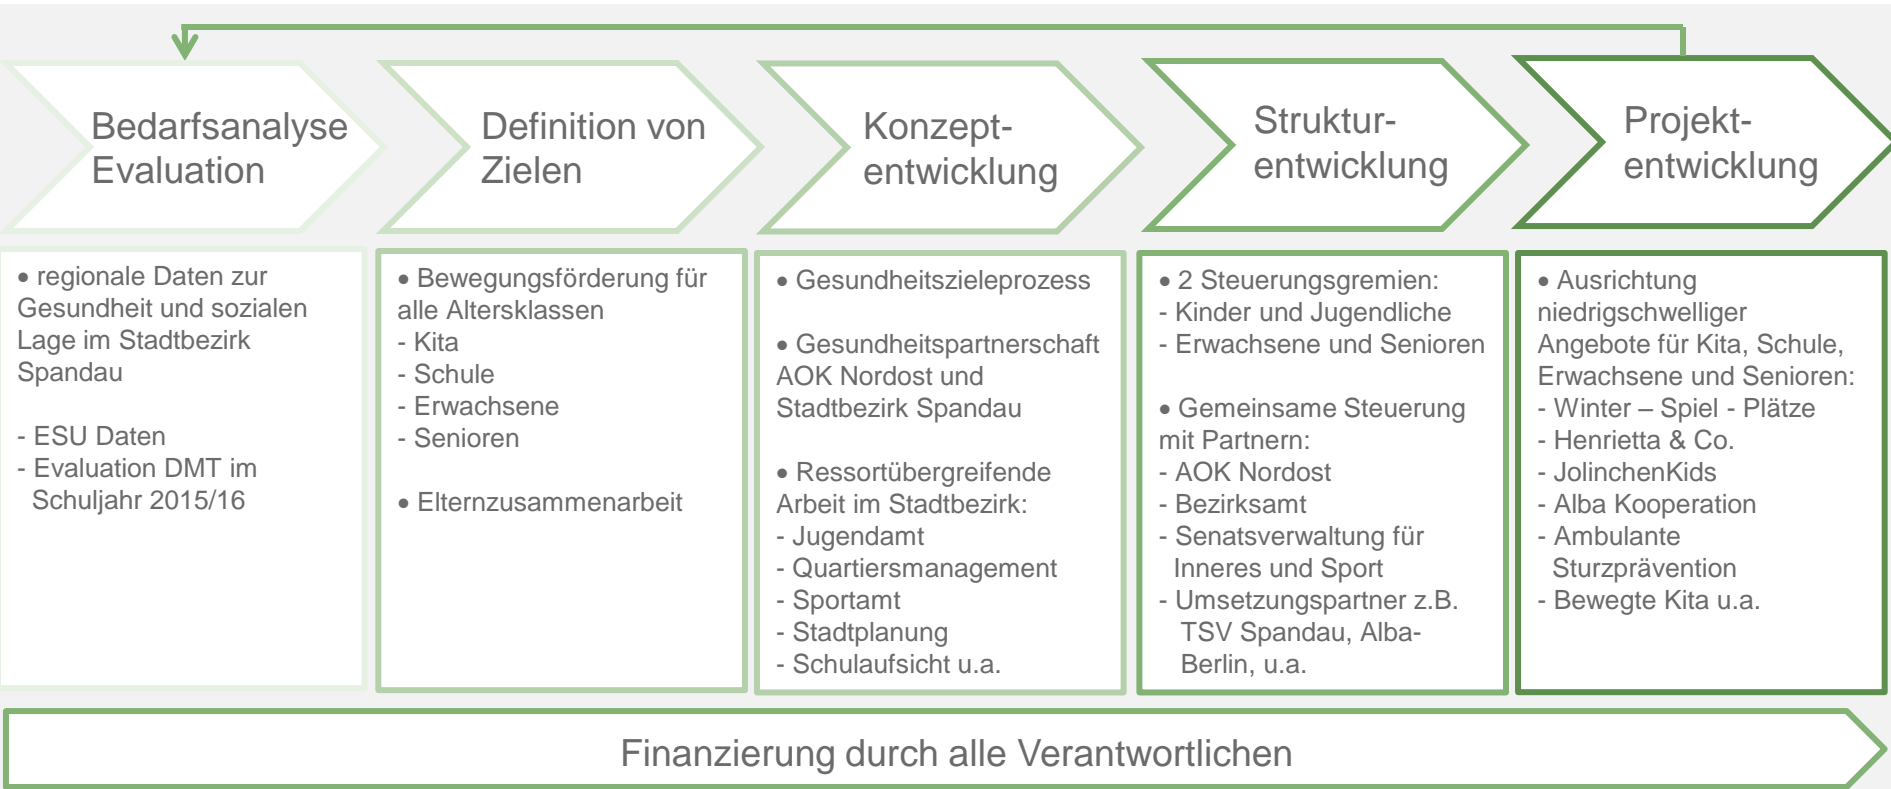 Bedarfsanalyse
Evaluation
Definition von
Zielen
Konzept-
entwicklung
Struktur-
entwicklung
Projekt-
entwicklung
• regionale Daten zur
Gesundheit und sozialen
Lage im Stadtbezirk
Spandau
- ESU Daten
- Evaluation DMT im
Schuljahr 2015/16
• Bewegungsförderung für
alle Altersklassen
- Kita
- Schule
- Erwachsene
- Senioren
• Elternzusammenarbeit
• Gesundheitszieleprozess
• Gesundheitspartnerschaft
AOK Nordost und
Stadtbezirk Spandau
• Ressortübergreifende
Arbeit im Stadtbezirk:
- Jugendamt
- Quartiersmanagement
- Sportamt
- Stadtplanung
- Schulaufsicht u.a.
• 2 Steuerungsgremien:
- Kinder und Jugendliche
- Erwachsene und Senioren
• Gemeinsame Steuerung
mit Partnern:
- AOK Nordost
- Bezirksamt
- Senatsverwaltung für
Inneres und Sport
- Umsetzungspartner z.B.
TSV Spandau, Alba-
Berlin, u.a.
• Ausrichtung
niedrigschwelliger
Angebote für Kita, Schule,
Erwachsene und Senioren:
- Winter – Spiel - Plätze
- Henrietta & Co.
- JolinchenKids
- Alba Kooperation
- Ambulante
Sturzprävention
- Bewegte Kita u.a.
Finanzierung durch alle Verantwortlichen